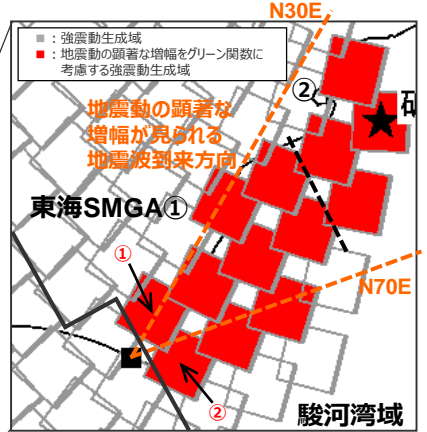 N30E
■：強震動生成域
■：地震動の顕著な増幅をグリーン関数に
考慮する強震動生成域
②
地震動の顕著な
増幅が見られる
地震波到来方向
東海SMGA①
①
N70E
②
駿河湾域